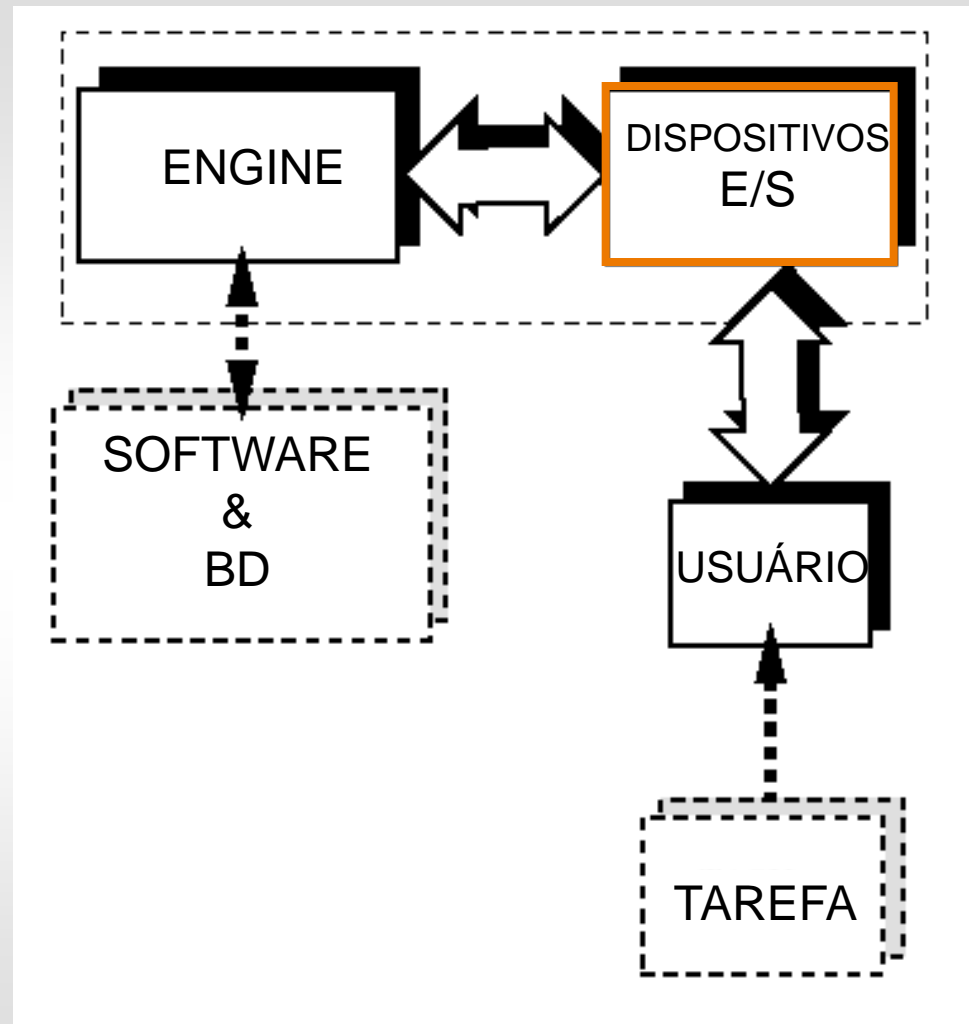 ENGINE
DISPOSITIVOS
E/S
SOFTWARE
&
BD
USUÁRIO
TAREFA